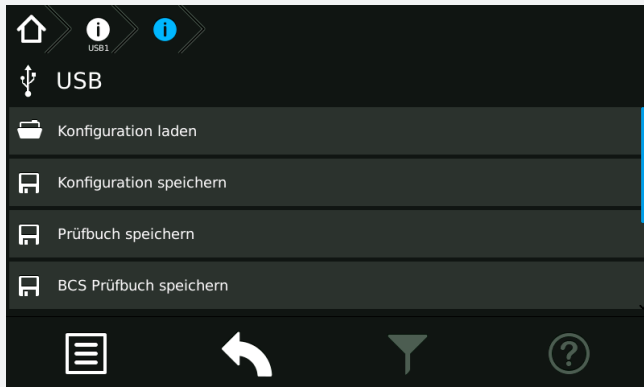 USB1
USB
Konfiguration laden
Konfiguration speichern
Prüfbuch speichern
BCS Prüfbuch speichern